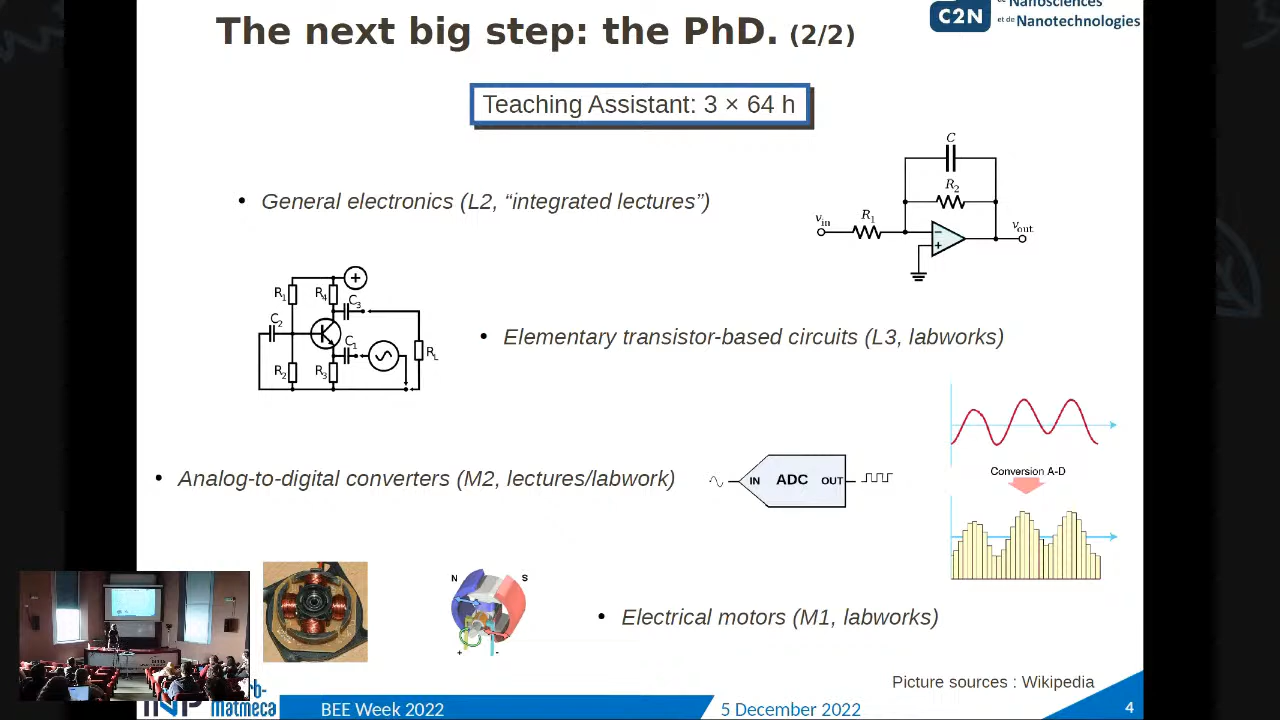 The next big step: the PhD. (2/2)
C2N
Nanosciences
et de Nanotechnologies
Teaching Assistant: 3 × 64 h
• General electronics (L2, “integrated lectures”)
C
R2
R1
vin
vout
−
+
+
R1
R4
C3
C2
C1
RL
R2
R3
• Elementary transistor-based circuits (L3, labworks)
Conversion A-D
• Analog-to-digital converters (M2, lectures/labwork)
IN ADC OUT
N S
+ -
• Electrical motors (M1, labworks)
Picture sources : Wikipedia
matmeca
BEE Week 2022
5 December 2022
4